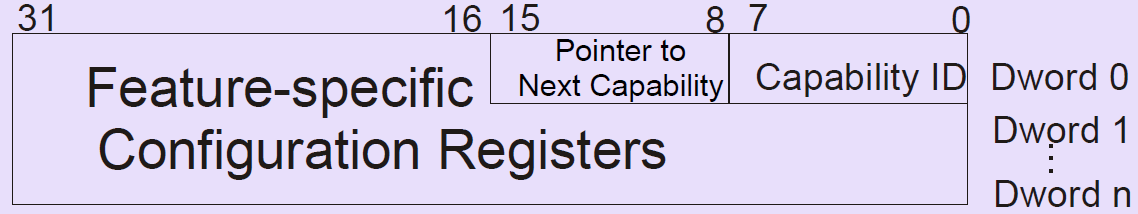 31 16 15 8 7 0
Pointer to
Feature-specific Next Capability Capability ID Dword 0
Configuration Registers Dword 1
Dword n